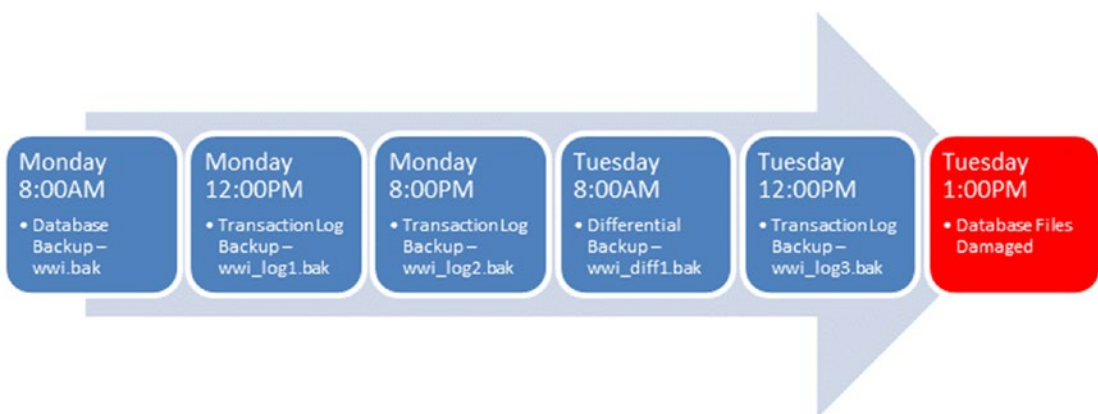 Monday
8:00AM
• Database
Backup –
wwi.bak
Monday
12:00PM
• Transaction Log
Backup –
wwi_log1.bak
Monday
8:00PM
• Transaction Log
Backup –
wwi_log2.bak
Tuesday
8:00AM
• Differential
Backup –
wwi_diff1.bak
Tuesday
12:00PM
• Transaction Log
Backup –
wwi_log3.bak
Tuesday
1:00PM
• Database Files
Damaged